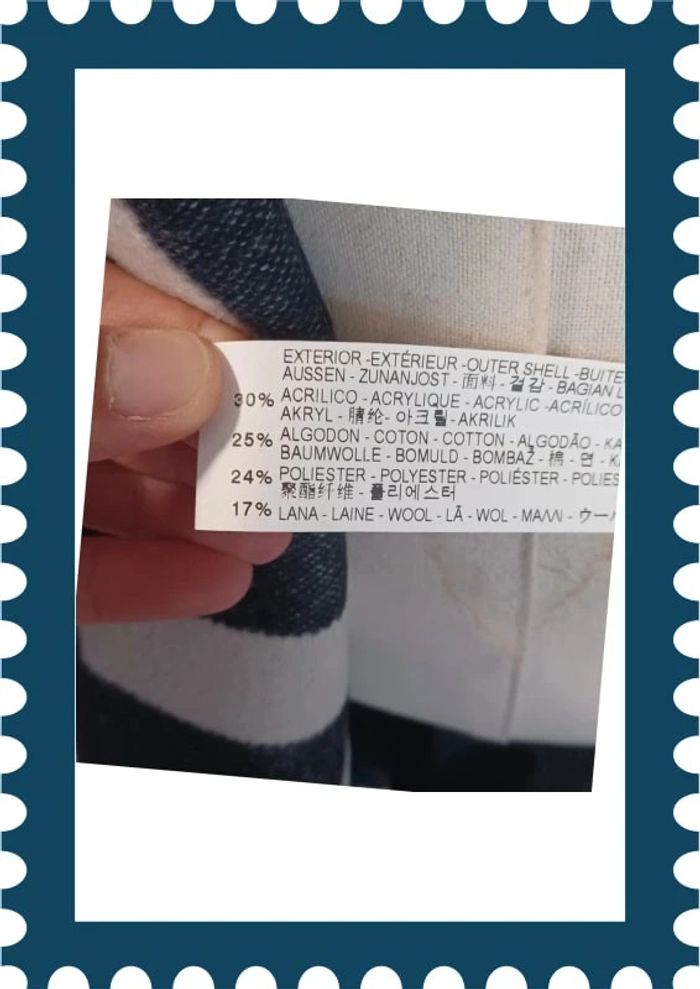 EXTERIOR - EXTÉRIEUR - OUTER SHELL - BUITE
AUSSEN - ZUNANJOST - 面料 - 겉감 - BAGIAN L
30% ACRILICO - ACRYLIQUE - ACRYLIC - ACRÍLICO
AKRYL - 腈纶 - 아크릴 - AKRILIK
25% ALGODON - COTON - COTTON - ALGODÃO - KA
BAUMWOLLE - BOMULD - BOMBAŽ - 棉 - 면 - K
24% POLIESTER - POLYESTER - POLIÉSTER - POLIES
聚酯纤维 - 폴리에스터
17% LANA - LAINE - WOOL - LÃ - WOL - ΜΑΛΛΙ - ウー